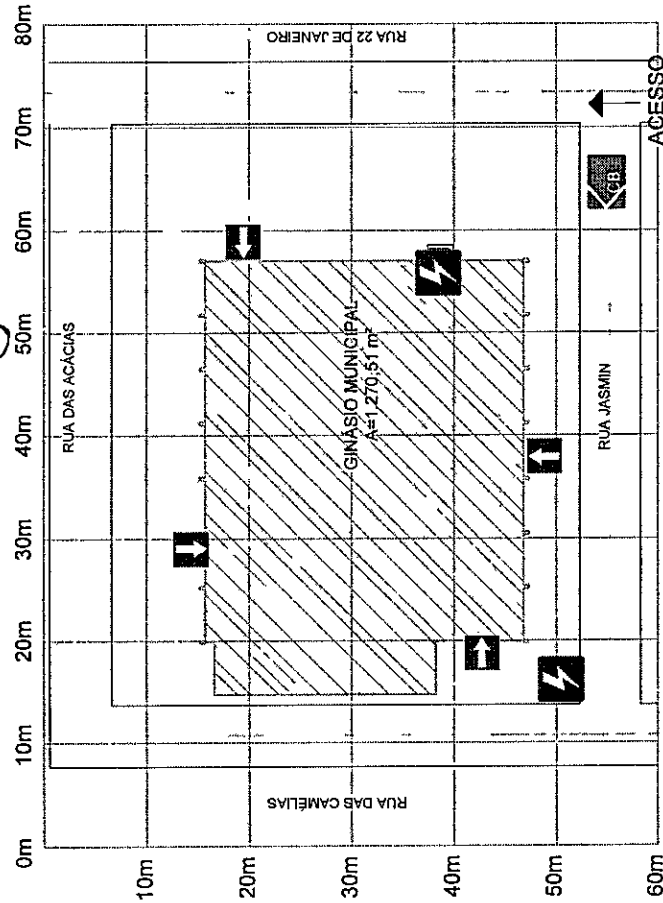 0m
10m
20m
30m
40m
50m
60m
70m
80m
RUA DAS ACÁCIAS
RUA 22 DE JANEIRO
10m
20m
30m
40m
50m
60m
GINÁSIO MUNICIPAL
A=1.270,51 m²
RUA DAS CAMÉLIAS
RUA JASMIN
CB
ACESSO